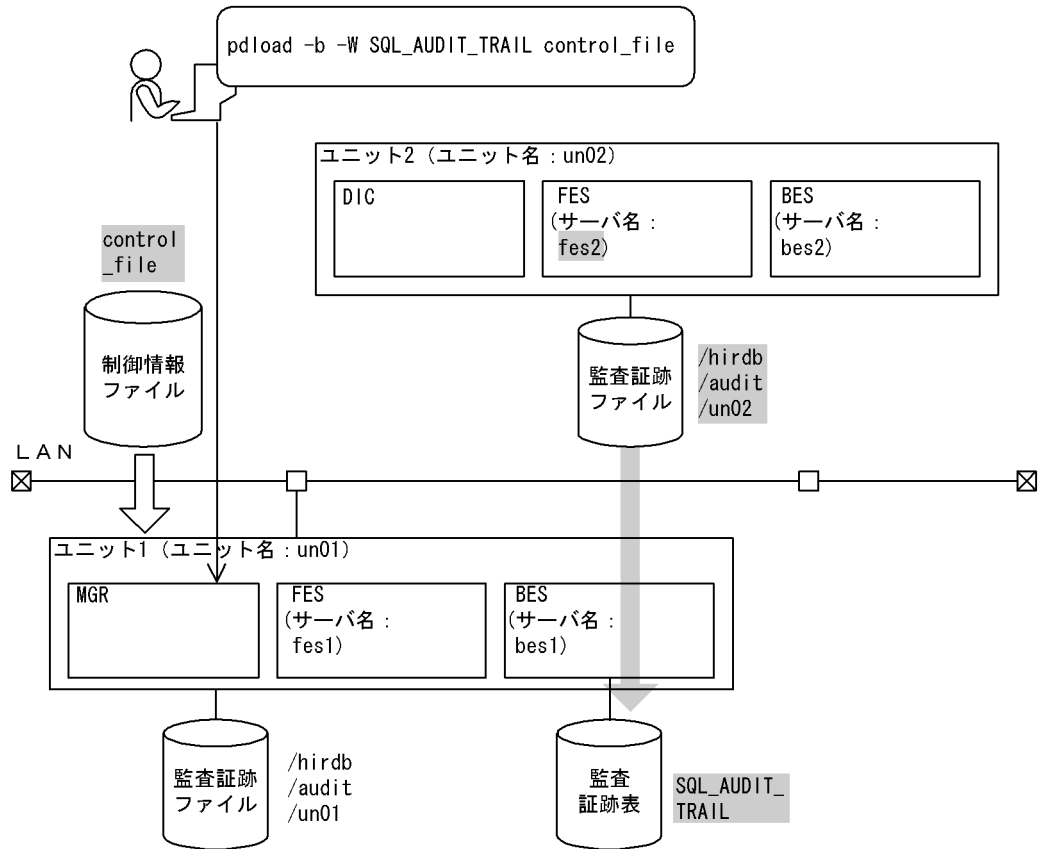 pdload -b -W SQL_AUDIT_TRAIL control_file
ユニット2（ユニット名：un02）
DIC
FES
（サーバ名：
fes2）
BES
（サーバ名：
bes2）
control
_file
制御情報
ファイル
監査証跡
ファイル
/hirdb
/audit
/un02
ＬＡＮ
ユニット1（ユニット名：un01）
MGR
FES
（サーバ名：
fes1）
BES
（サーバ名：
bes1）
監査証跡
ファイル
/hirdb
/audit
/un01
監査
証跡表
SQL_AUDIT_
TRAIL